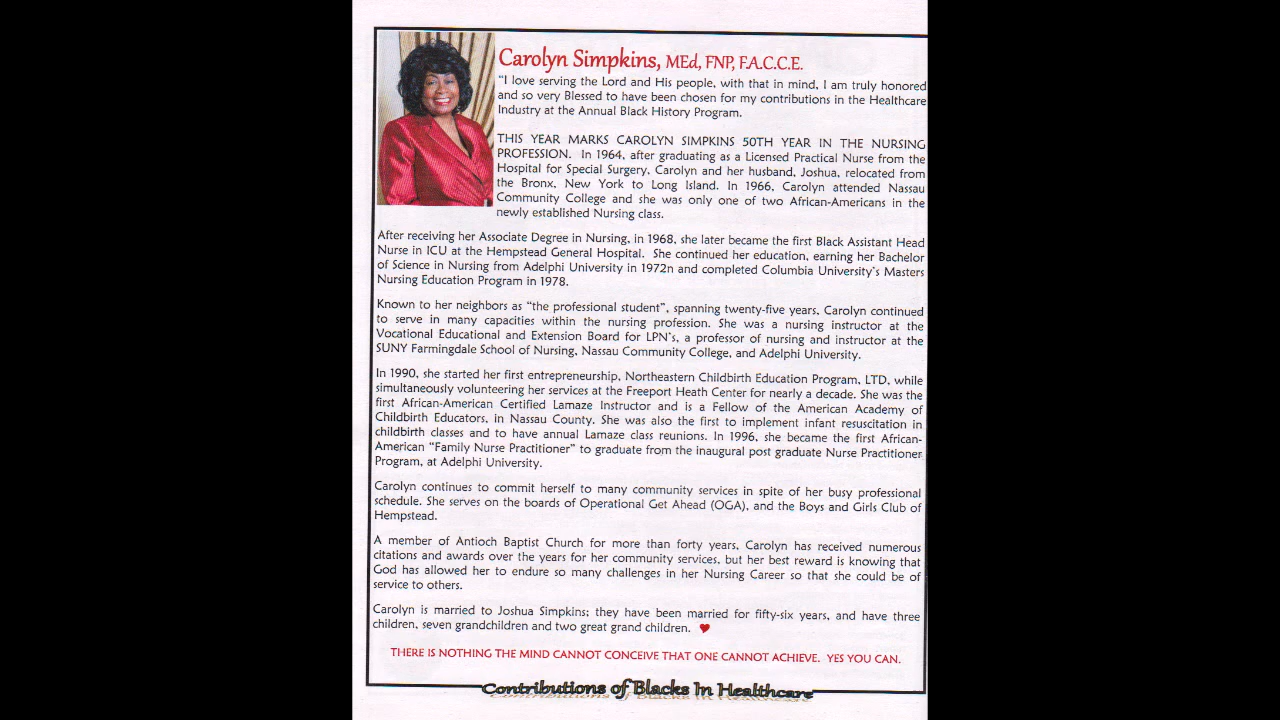 Carolyn Simpkins, MEd, FNP, F.A.C.C.E.
"I love serving the Lord and His people, with that in mind, I am truly honored
and so very Blessed to have been chosen for my contributions in the Healthcare
Industry at the Annual Black History Program.
THIS YEAR MARKS CAROLYN SIMPKINS 50TH YEAR IN THE NURSING
PROFESSION. In 1964, after graduating as a Licensed Practical Nurse from the
Hospital for Special Surgery, Carolyn and her husband, Joshua, relocated from
the Bronx, New York to Long Island. In 1966, Carolyn attended Nassau
Community College and she was only one of two African-Americans in the
newly established Nursing class.
After receiving her Associate Degree in Nursing, in 1968, she later became the first Black Assistant Head
Nurse in ICU at the Hempstead General Hospital. She continued her education, earning her Bachelor
of Science in Nursing from Adelphi University in 1972n and completed Columbia University's Masters
Nursing Education Program in 1978.
Known to her neighbors as "the professional student", spanning twenty-five years, Carolyn continued
to serve in many capacities within the nursing profession. She was a nursing instructor at the
Vocational Educational and Extension Board for LPN's, a professor of nursing and instructor at the
SUNY Farmingdale School of Nursing, Nassau Community College, and Adelphi University.
In 1990, she started her first entrepreneurship, Northeastern Childbirth Education Program, LTD, while
simultaneously volunteering her services at the Freeport Heath Center for nearly a decade. She was the
first African-American Certified Lamaze Instructor and is a Fellow of the American Academy of
Childbirth Educators, in Nassau County. She was also the first to implement infant resuscitation in
childbirth classes and to have annual Lamaze class reunions. In 1996, she became the first African-
American "Family Nurse Practitioner" to graduate from the inaugural post graduate Nurse Practitioner
Program, at Adelphi University.
Carolyn continues to commit herself to many community services in spite of her busy professional
schedule. She serves on the boards of Operational Get Ahead (OGA), and the Boys and Girls Club of
Hempstead.
A member of Antioch Baptist Church for more than forty years, Carolyn has received numerous
citations and awards over the years for her community services, but her best reward is knowing that
God has allowed her to endure so many challenges in her Nursing Career so that she could be of
service to others.
Carolyn is married to Joshua Simpkins; they have been married for fifty-six years, and have three
children, seven grandchildren and two great grand children.
THERE IS NOTHING THE MIND CANNOT CONCEIVE THAT ONE CANNOT ACHIEVE. YES YOU CAN.
Contributions of Blacks In Healthcare